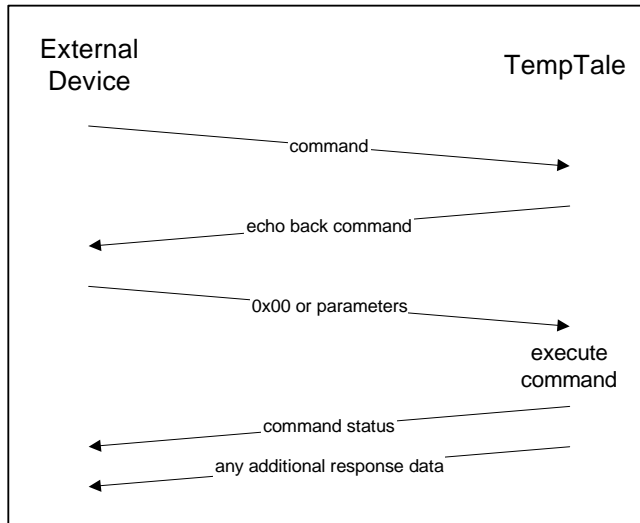 External
Device
TempTale
command
echo back command
0x00 or parameters
execute
command
command status
any additional response data